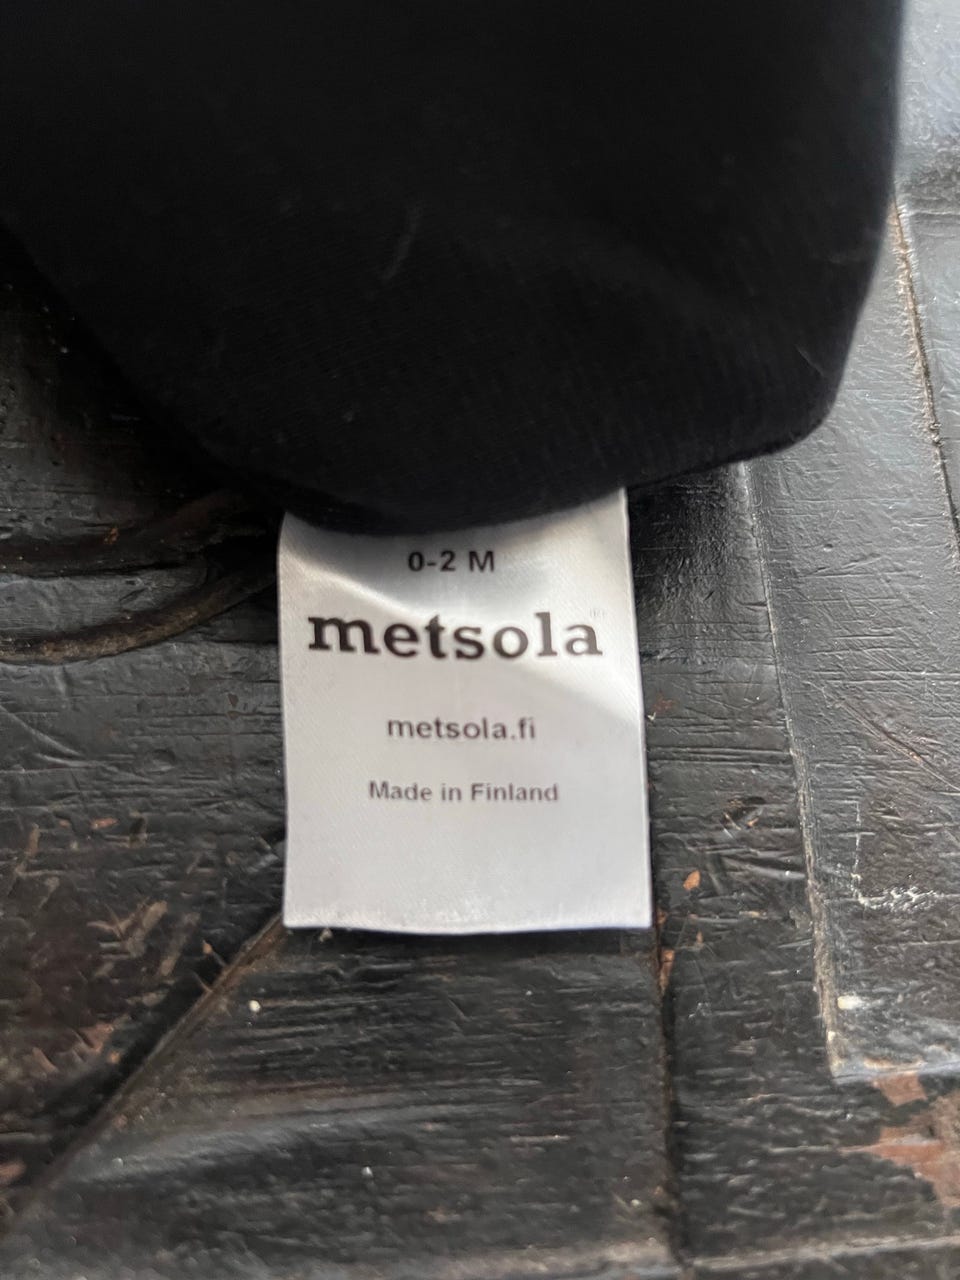 0-2 M
metsola
metsola.fi
Made in Finland